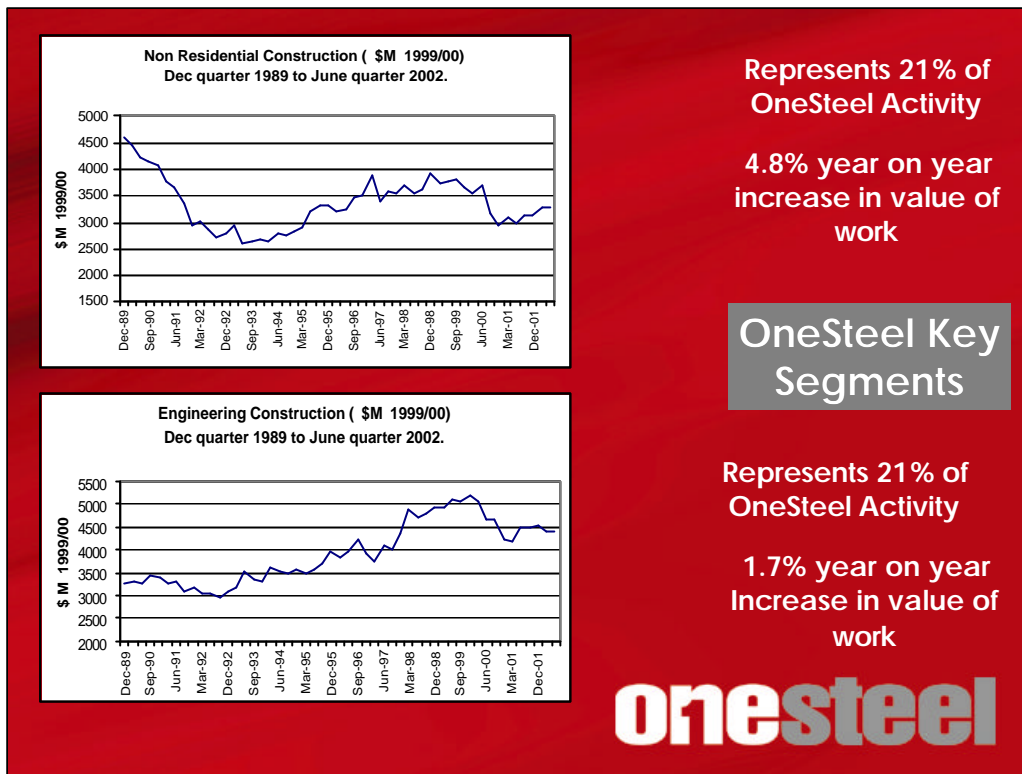 Non Residential Construction ( $M 1999/00)
Dec quarter 1989 to June quarter 2002.
$ M 1999/00
5000
4500
4000
3500
3000
2500
2000
1500
Dec-89
Sep-90
Jun-91
Mar-92
Dec-92
Sep-93
Jun-94
Mar-95
Dec-95
Sep-96
Jun-97
Mar-98
Dec-98
Sep-99
Jun-00
Mar-01
Dec-01
Represents 21% of
OneSteel Activity
4.8% year on year
increase in value of
work
OneSteel Key
Segments
Engineering Construction ( $M 1999/00)
Dec quarter 1989 to June quarter 2002.
$ M 1999/00
5500
5000
4500
4000
3500
3000
2500
2000
Dec-89
Sep-90
Jun-91
Mar-92
Dec-92
Sep-93
Jun-94
Mar-95
Dec-95
Sep-96
Jun-97
Mar-98
Dec-98
Sep-99
Jun-00
Mar-01
Dec-01
Represents 21% of
OneSteel Activity
1.7% year on year
Increase in value of
work
onesteel